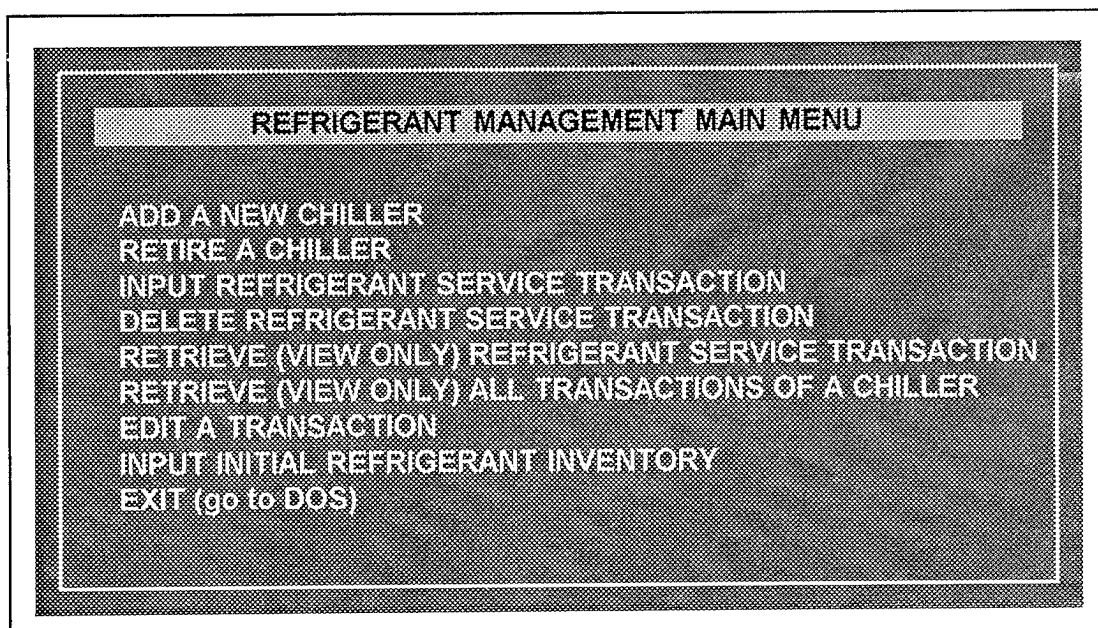 REFRIGERANT MANAGEMENT MAIN MENU
ADD A NEW CHILLER
RETIRE A CHILLER
INPUT REFRIGERANT SERVICE TRANSACTION
DELETE REFRIGERANT SERVICE TRANSACTION
RETRIEVE (VIEW ONLY) REFRIGERANT SERVICE TRANSACTION
RETRIEVE (VIEW ONLY) ALL TRANSACTIONS OF A CHILLER
EDIT A TRANSACTION
INPUT INITIAL REFRIGERANT INVENTORY
EXIT (go to DOS)